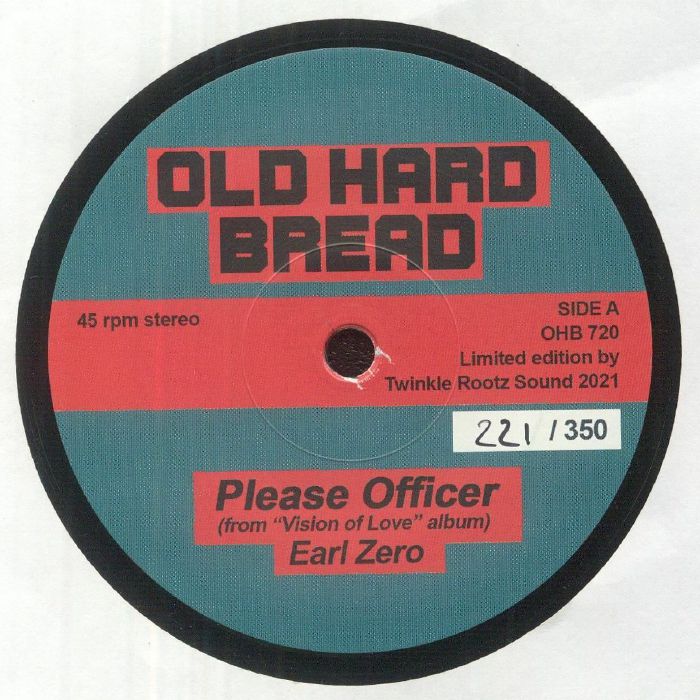 OLD HARD
BREAD
45 rpm stereo
SIDE A
OHB 720
Limited edition by
Twinkle Rootz Sound 2021
221 / 350
Please Officer
(from “Vision of Love” album)
Earl Zero